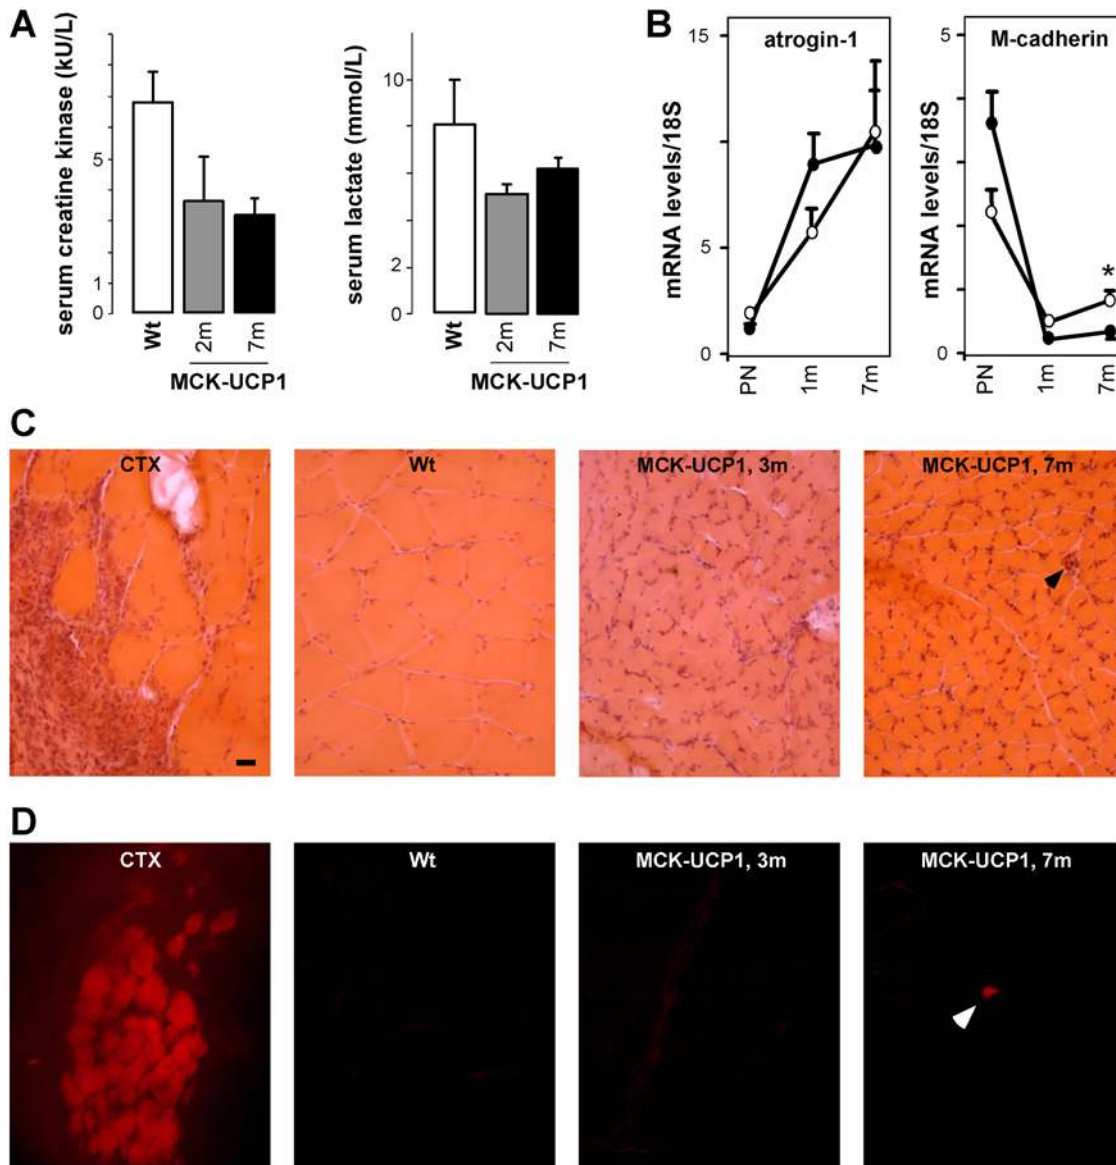 A
serum creatine kinase (kU/L)
5
1
0
Wt
2m
7m
MCK-UCP1
serum lactate (mmol/L)
10
2
0
Wt
2m
7m
MCK-UCP1
B
atrogin-1
mRNA levels/18S
15
5
0
PN
1m
7m
M-cadherin
mRNA levels/18S
5
0
*
PN
1m
7m
C
CTX
Wt
MCK-UCP1, 3m
MCK-UCP1, 7m
D
CTX
Wt
MCK-UCP1, 3m
MCK-UCP1, 7m